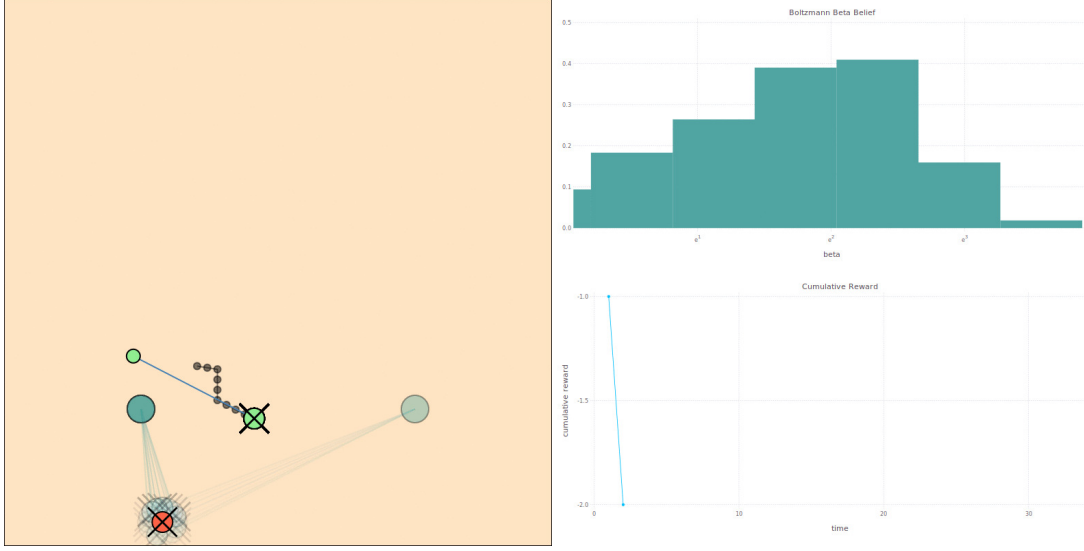 Boltzmann Beta Belief
0.5
0.4
0.3
0.2
0.1
0.0
e¹
e²
e³
beta
Cumulative Reward
-1.0
-1.5
-2.0
cumulative reward
0
10
20
30
time